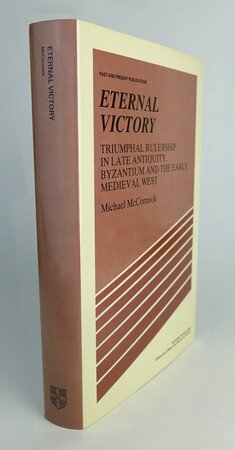 ETERNAL VICTORY
McCormick
PAST AND PRESENT PUBLICATIONS
ETERNAL
VICTORY
TRIUMPHAL RULERSHIP
IN LATE ANTIQUITY,
BYZANTIUM AND THE EARLY
MEDIEVAL WEST
Michael McCormick